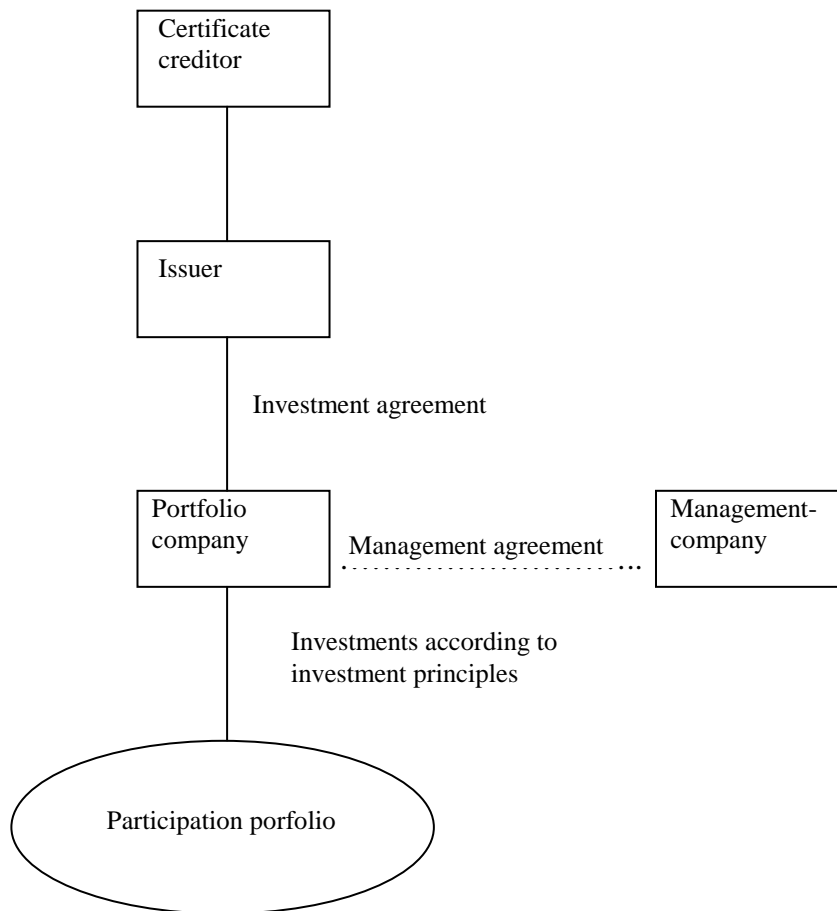 Certificate
creditor
Issuer
Investment agreement
Portfolio
company
Management agreement
Management-
company
Investments according to
investment principles
Participation porfolio